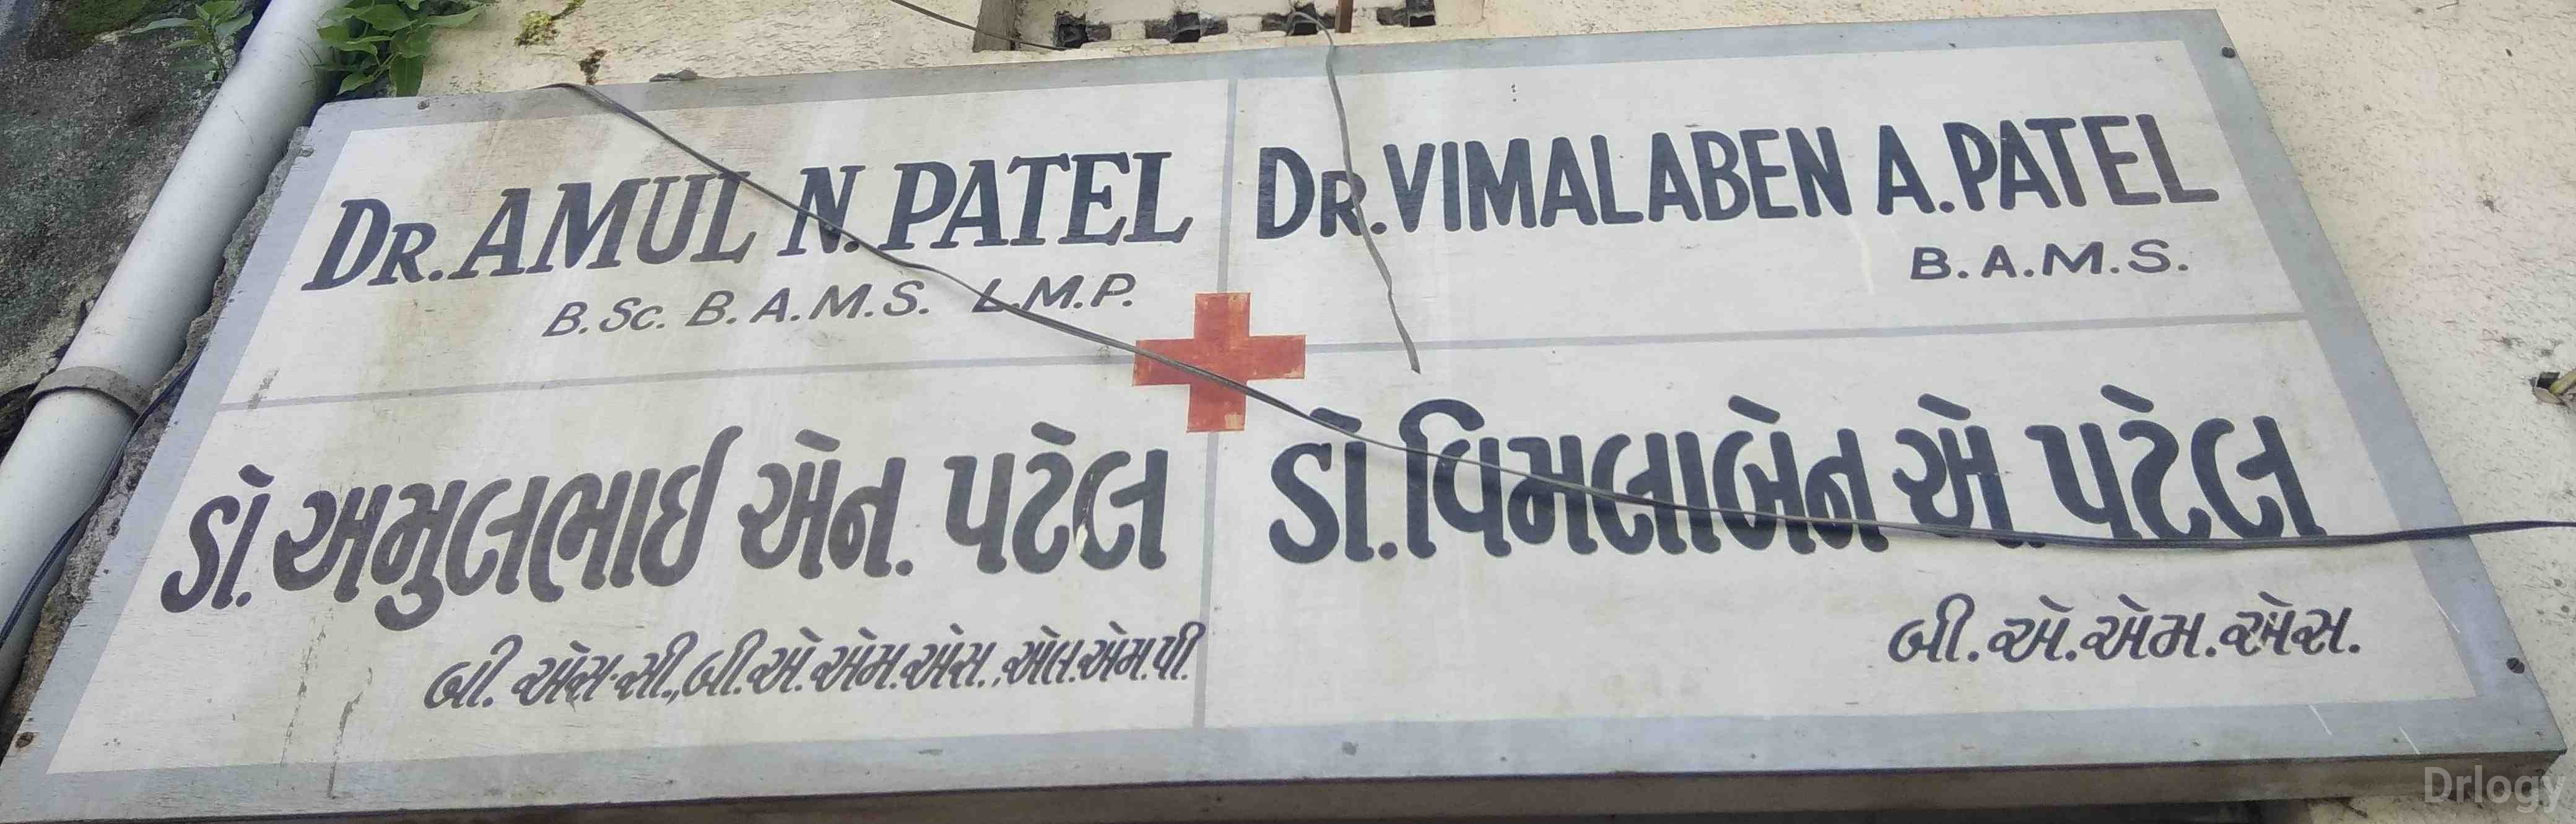 DR. AMUL N. PATEL
B. Sc. B. A. M. S. L.M.P.
DR. VIMALABEN A. PATEL
B. A. M. S.
ડૉ. અમુલભાઈ એન. પટેલ
બી. એસ.સી., બી. એ. એમ. એસ., એલ. એમ. પી.
ડૉ. વિમલાબેન એ. પટેલ
બી. એ. એમ. એસ.
Drlogy